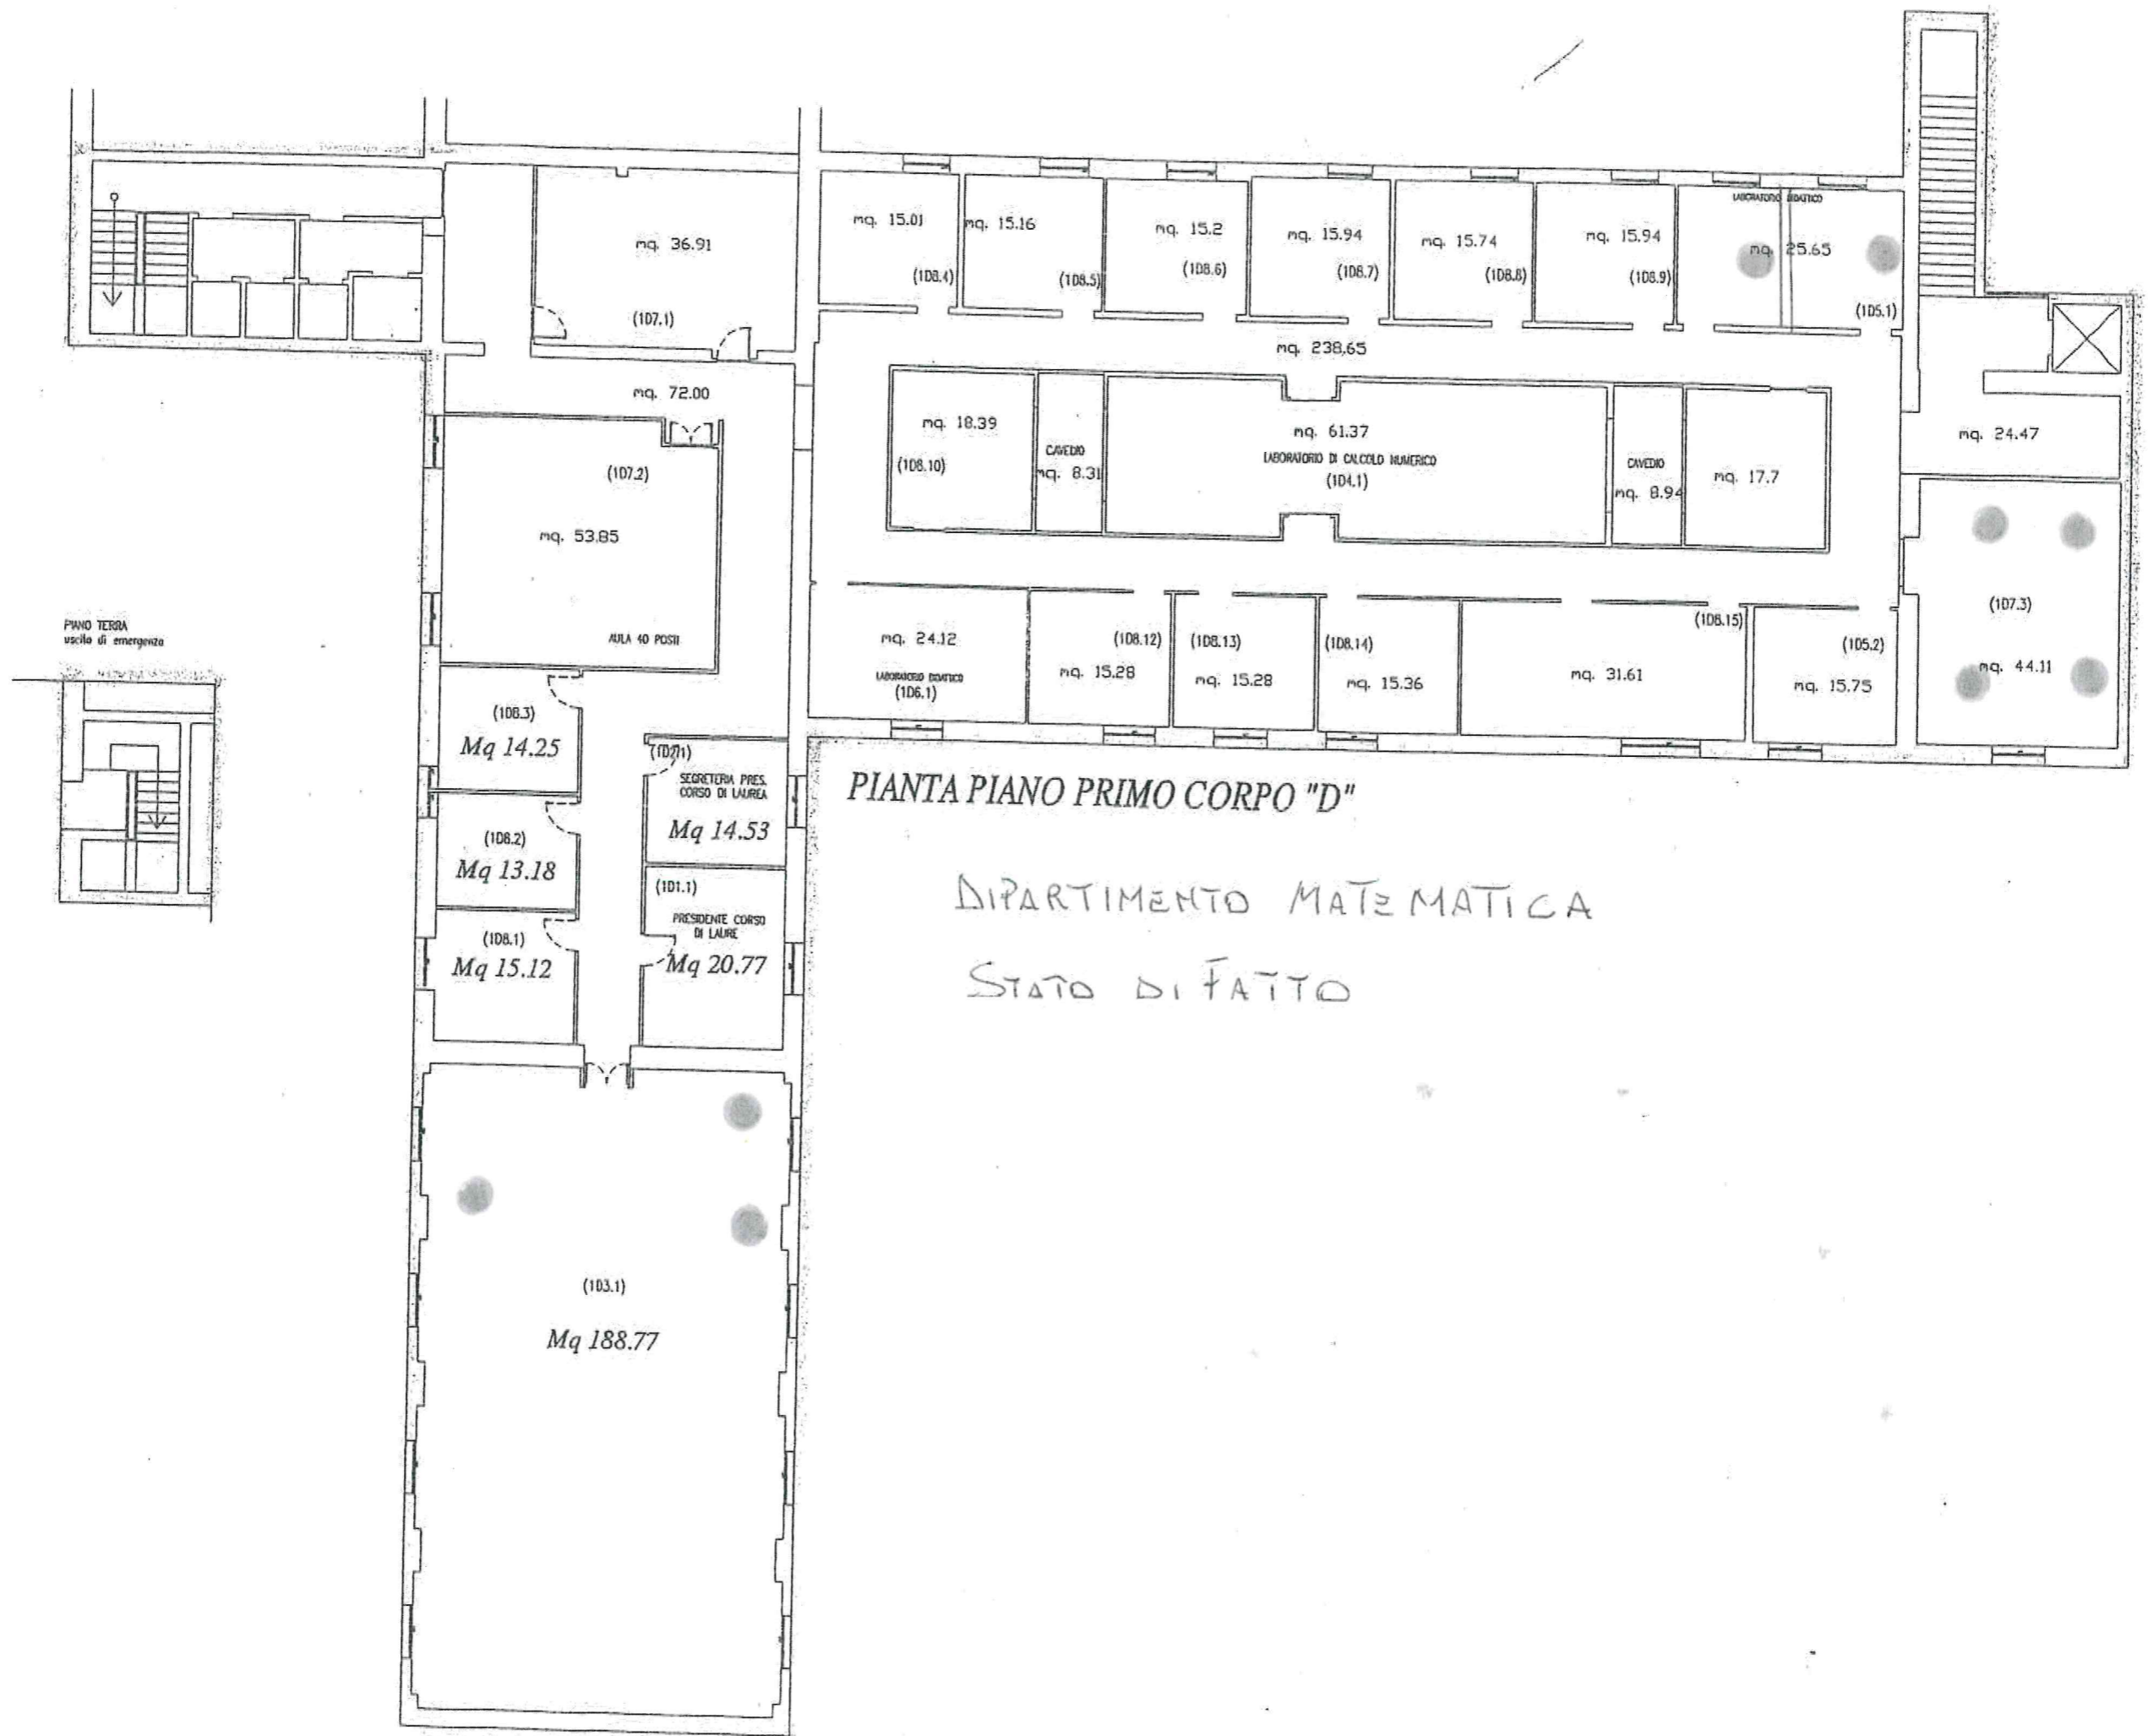 mq. 15.01
(1D8.4)
mq. 15.16
(1D8.5)
mq. 15.2
(1D8.6)
mq. 15.94
(1D8.7)
mq. 15.74
(1D8.8)
mq. 15.94
(1D8.9)
LABORATORIO DIDATTICO
mq. 25.65
(1D5.1)
mq. 36.91
(1D7.1)
mq. 238,65
mq. 72.00
mq. 18.39
(1D8.10)
CAVEDIO
mq. 8.31
mq. 61.37
LABORATORIO DI CALCOLO NUMERICO
(1D4.1)
CAVEDIO
mq. 8.94
mq. 17.7
mq. 24.47
(1D7.2)
mq. 53.85
AULA 40 POSTI
(1D7.3)
mq. 44.11
PIANO TERRA
uscita di emergenza
mq. 24.12
LABORATORIO DIDATTICO
(1D6.1)
(1D8.12)
mq. 15.28
(1D8.13)
mq. 15.28
(1D8.14)
mq. 15.36
mq. 31.61
(1D8.15)
(1D5.2)
mq. 15.75
(1D8.3)
Mq 14.25
(1D2.1)
SEGRETERIA PRES.
CORSO DI LAUREA
Mq 14.53
PIANTA PIANO PRIMO CORPO "D"
(1D8.2)
Mq 13.18
(1D1.1)
PRESIDENTE CORSO
DI LAURE
Mq 20.77
DIPARTIMENTO MATEMATICA
STATO DI FATTO
(1D8.1)
Mq 15.12
(1D3.1)
Mq 188.77